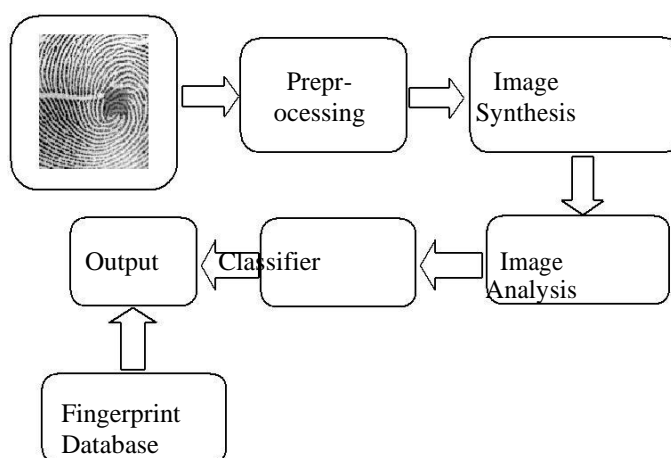 Prepr-
ocessing
Image
Synthesis
Output
Classifier
Image
Analysis
Fingerprint
Database